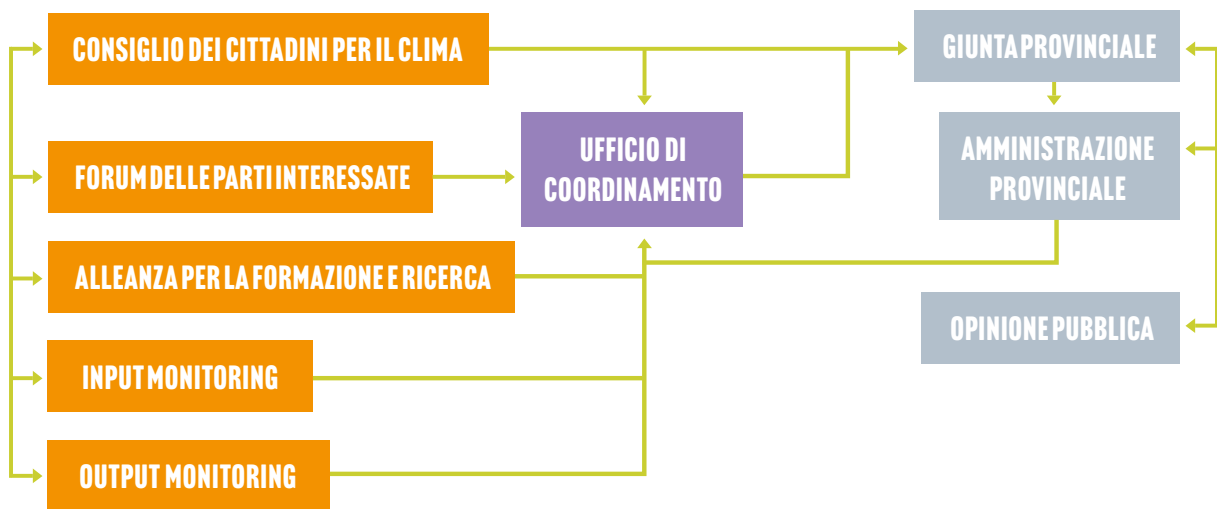 CONSIGLIO DEI CITTADINI PER IL CLIMA
FORUM DELLE PARTI INTERESSATE
ALLEANZA PER LA FORMAZIONE E RICERCA
INPUT MONITORING
OUTPUT MONITORING
UFFICIO DI
COORDINAMENTO
GIUNTA PROVINCIALE
AMMINISTRAZIONE
PROVINCIALE
OPINIONE PUBBLICA